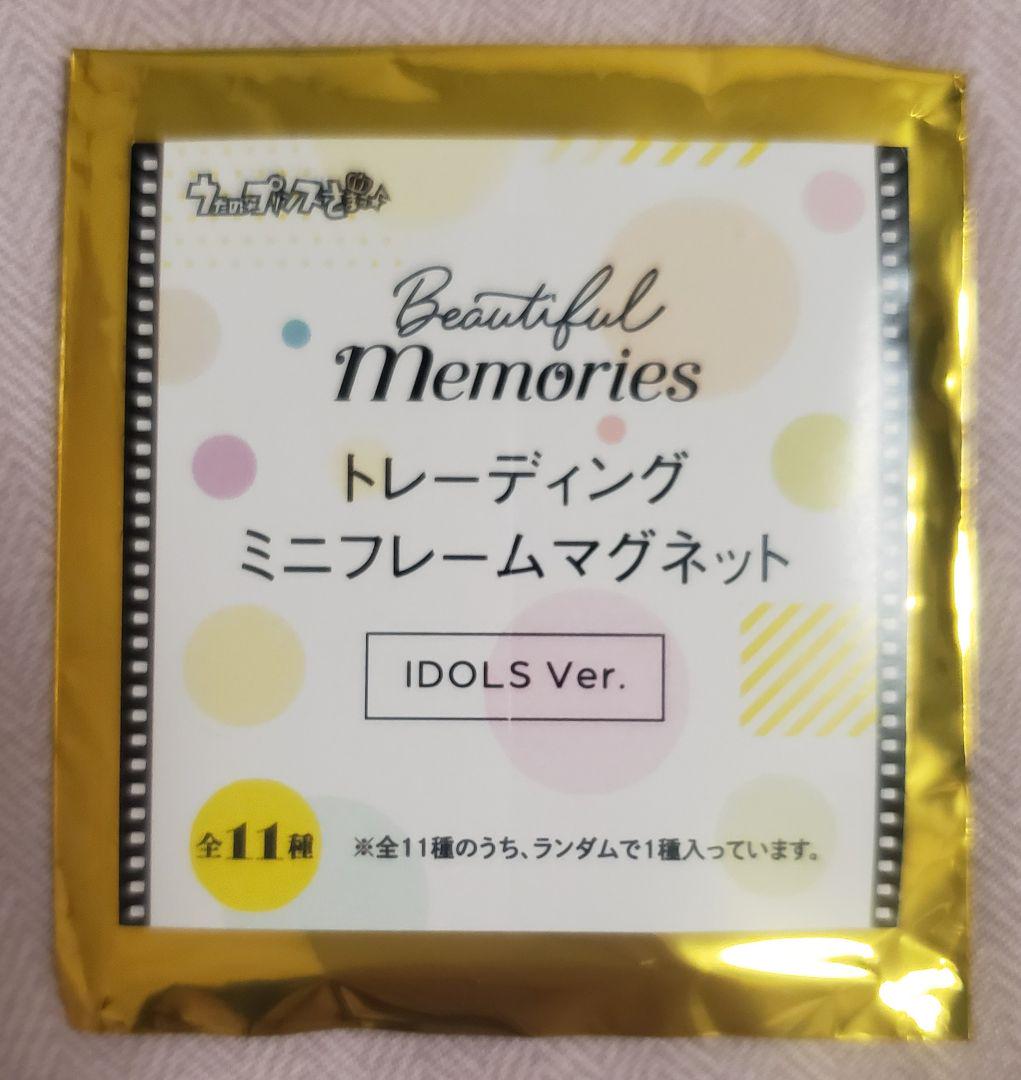 うたの☆プリンスさまっ♪
Beautiful
Memories
トレーディング
ミニフレームマグネット
IDOLS Ver.
全11種
※全11種のうち、ランダムで1種入っています。